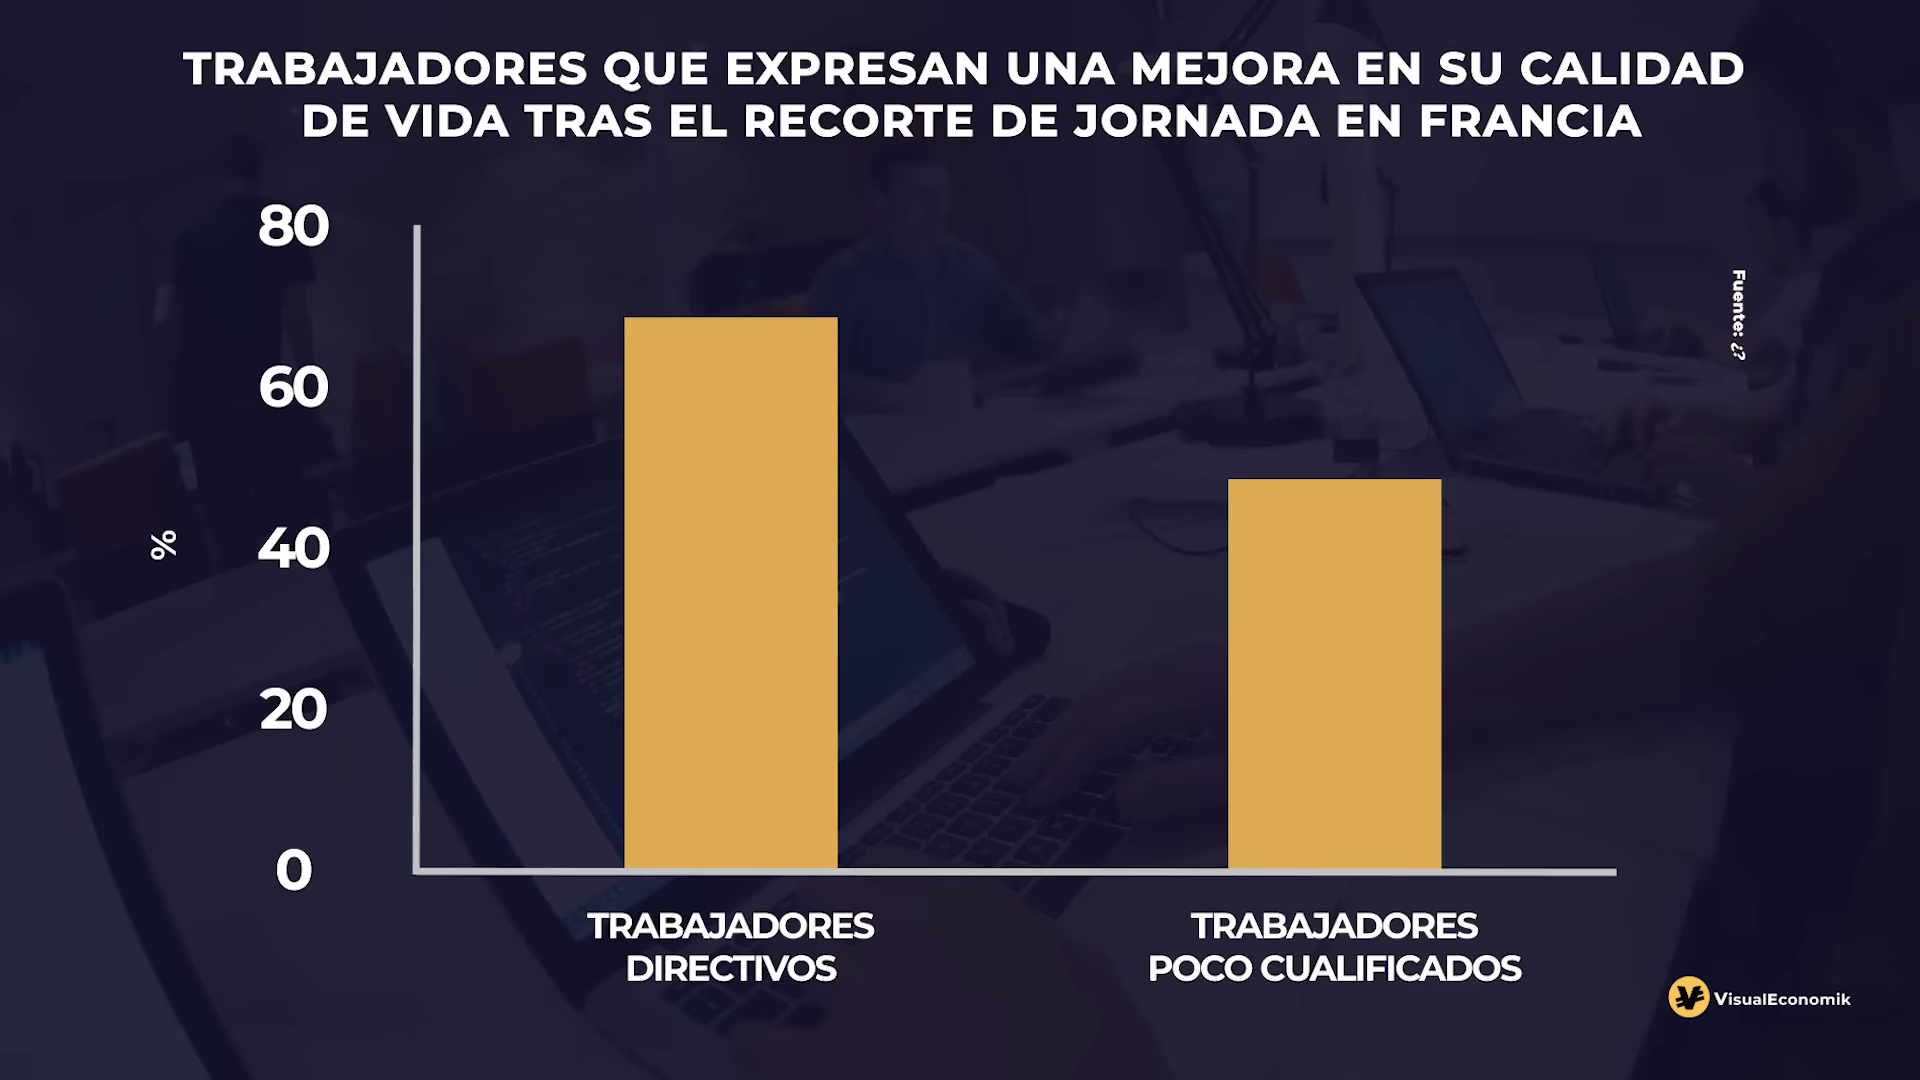 TRABAJADORES QUE EXPRESAN UNA MEJORA EN SU CALIDAD
DE VIDA TRAS EL RECORTE DE JORNADA EN FRANCIA
80
60
40
20
0
%
Fuente: ¿?
TRABAJADORES
DIRECTIVOS
TRABAJADORES
POCO CUALIFICADOS
VisualEconomik